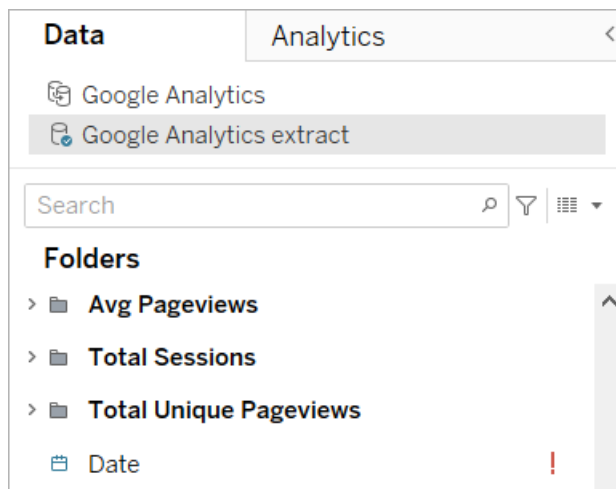 Data Analytics
Google Analytics
Google Analytics extract
Search
Folders
Avg Pageviews
Total Sessions
Total Unique Pageviews
Date !